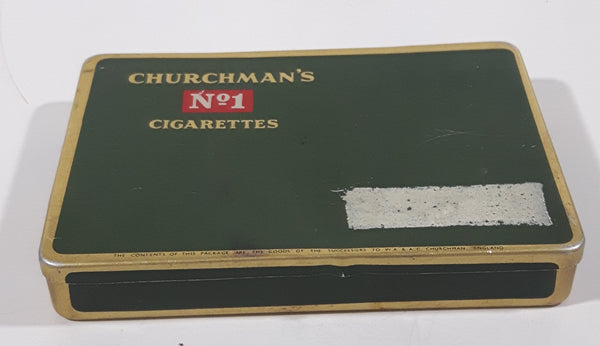 CHURCHMAN'S
Nº1
CIGARETTES
THE CONTENTS OF THIS PACKAGE ARE THE GOODS OF THE SUCCESSORS TO W.A. & A.C. CHURCHMAN, ENGLAND